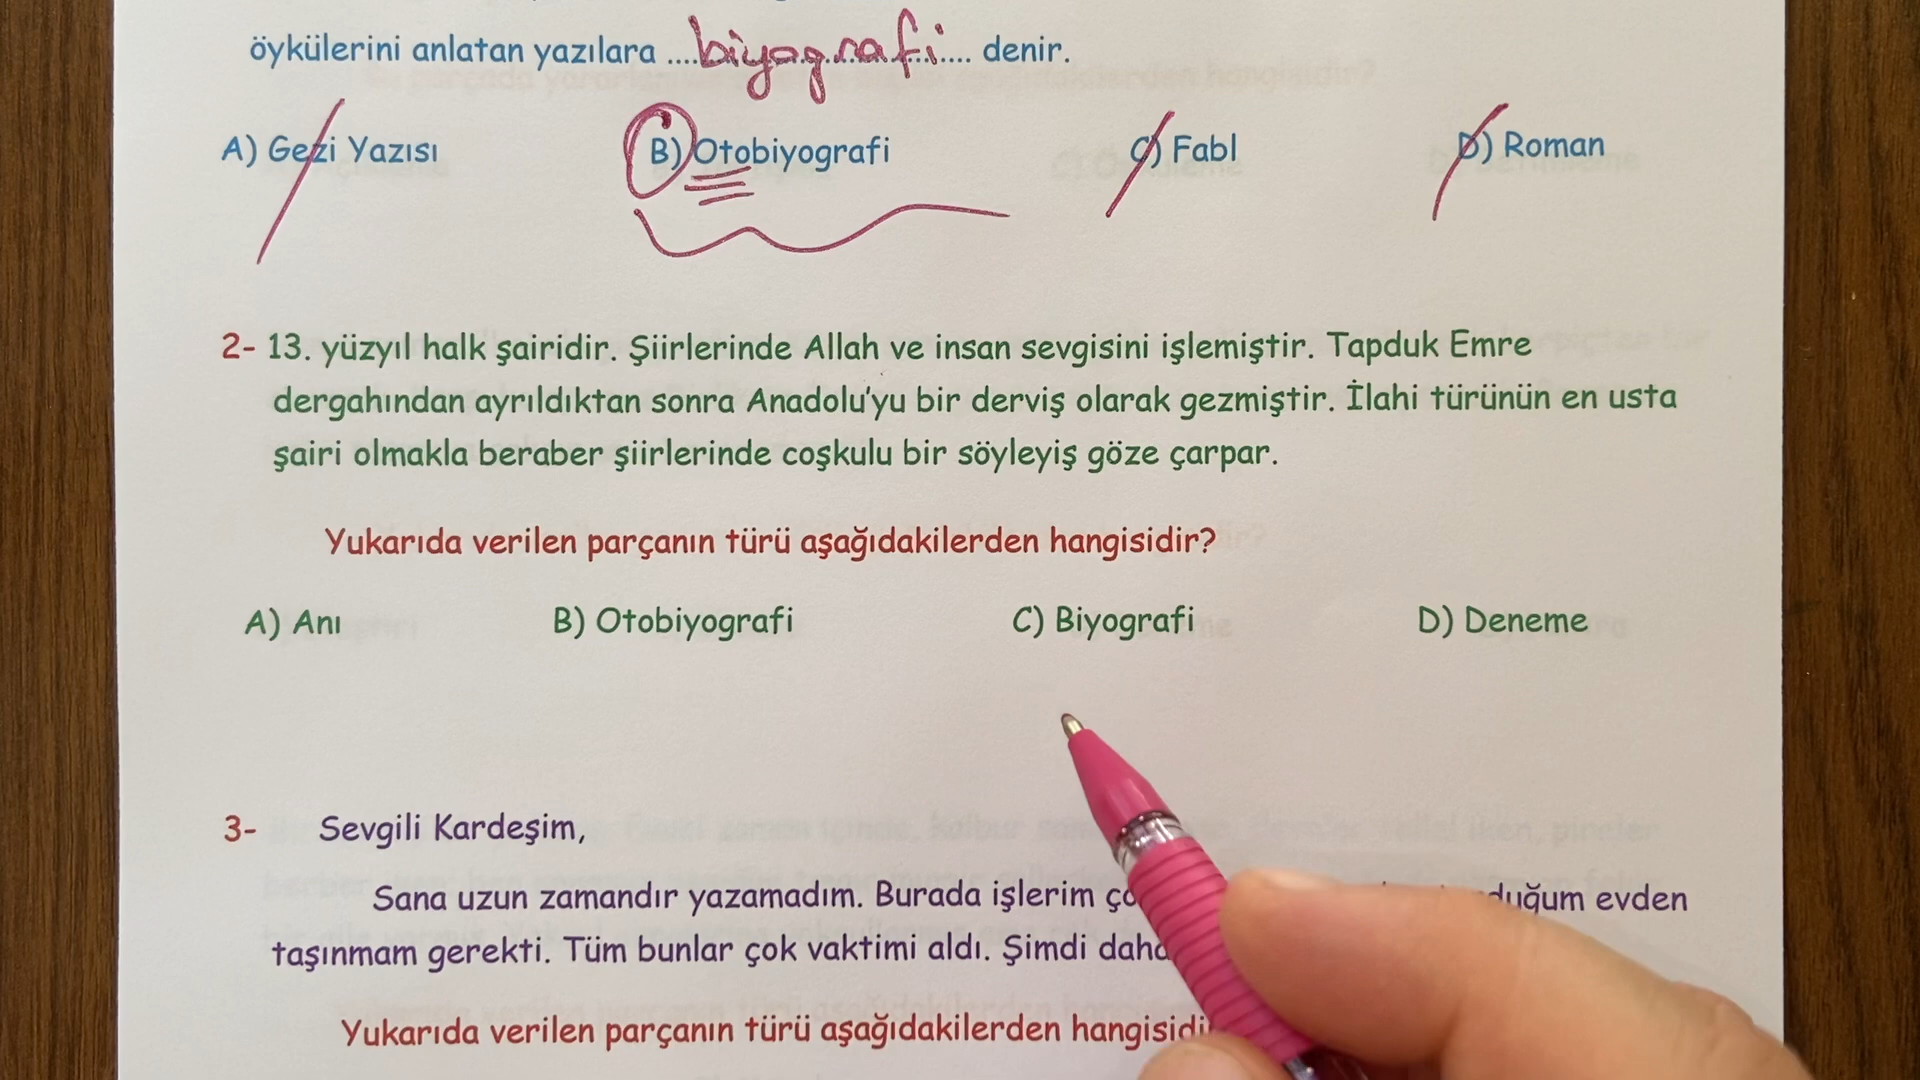 öykülerini anlatan yazılara ....biyografi.... denir.
A) Gezi Yazısı B) Otobiyografi C) Fabl D) Roman
2- 13. yüzyıl halk şairidir. Şiirlerinde Allah ve insan sevgisini işlemiştir. Tapduk Emre
dergahından ayrıldıktan sonra Anadolu'yu bir derviş olarak gezmiştir. İlahi türünün en usta
şairi olmakla beraber şiirlerinde coşkulu bir söyleyiş göze çarpar.
Yukarıda verilen parçanın türü aşağıdakilerden hangisidir?
A) Anı B) Otobiyografi C) Biyografi D) Deneme
3- Sevgili Kardeşim,
Sana uzun zamandır yazamadım. Burada işlerim evden
taşınmam gerekti. Tüm bunlar çok vaktimi aldı. Şimdi daha
Yukarıda verilen parçanın türü aşağıdakilerden